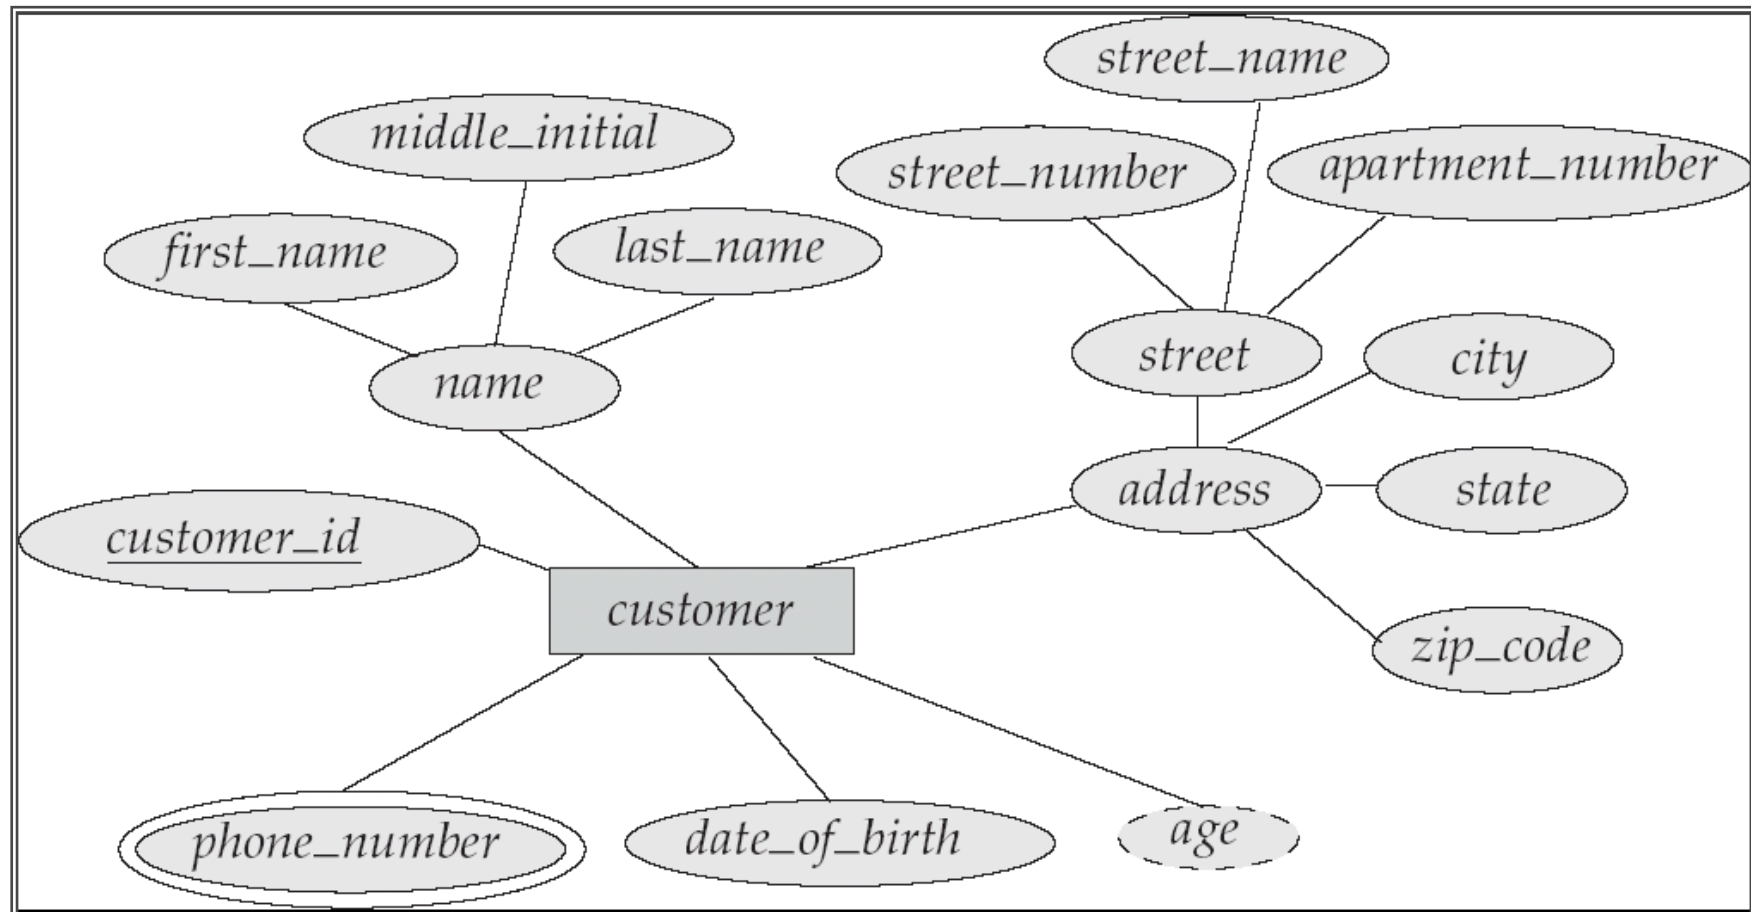 street_name
middle_initial
street_number
apartment_number
first_name
last_name
name
street
city
customer_id
address
state
customer
zip_code
phone_number
date_of_birth
age